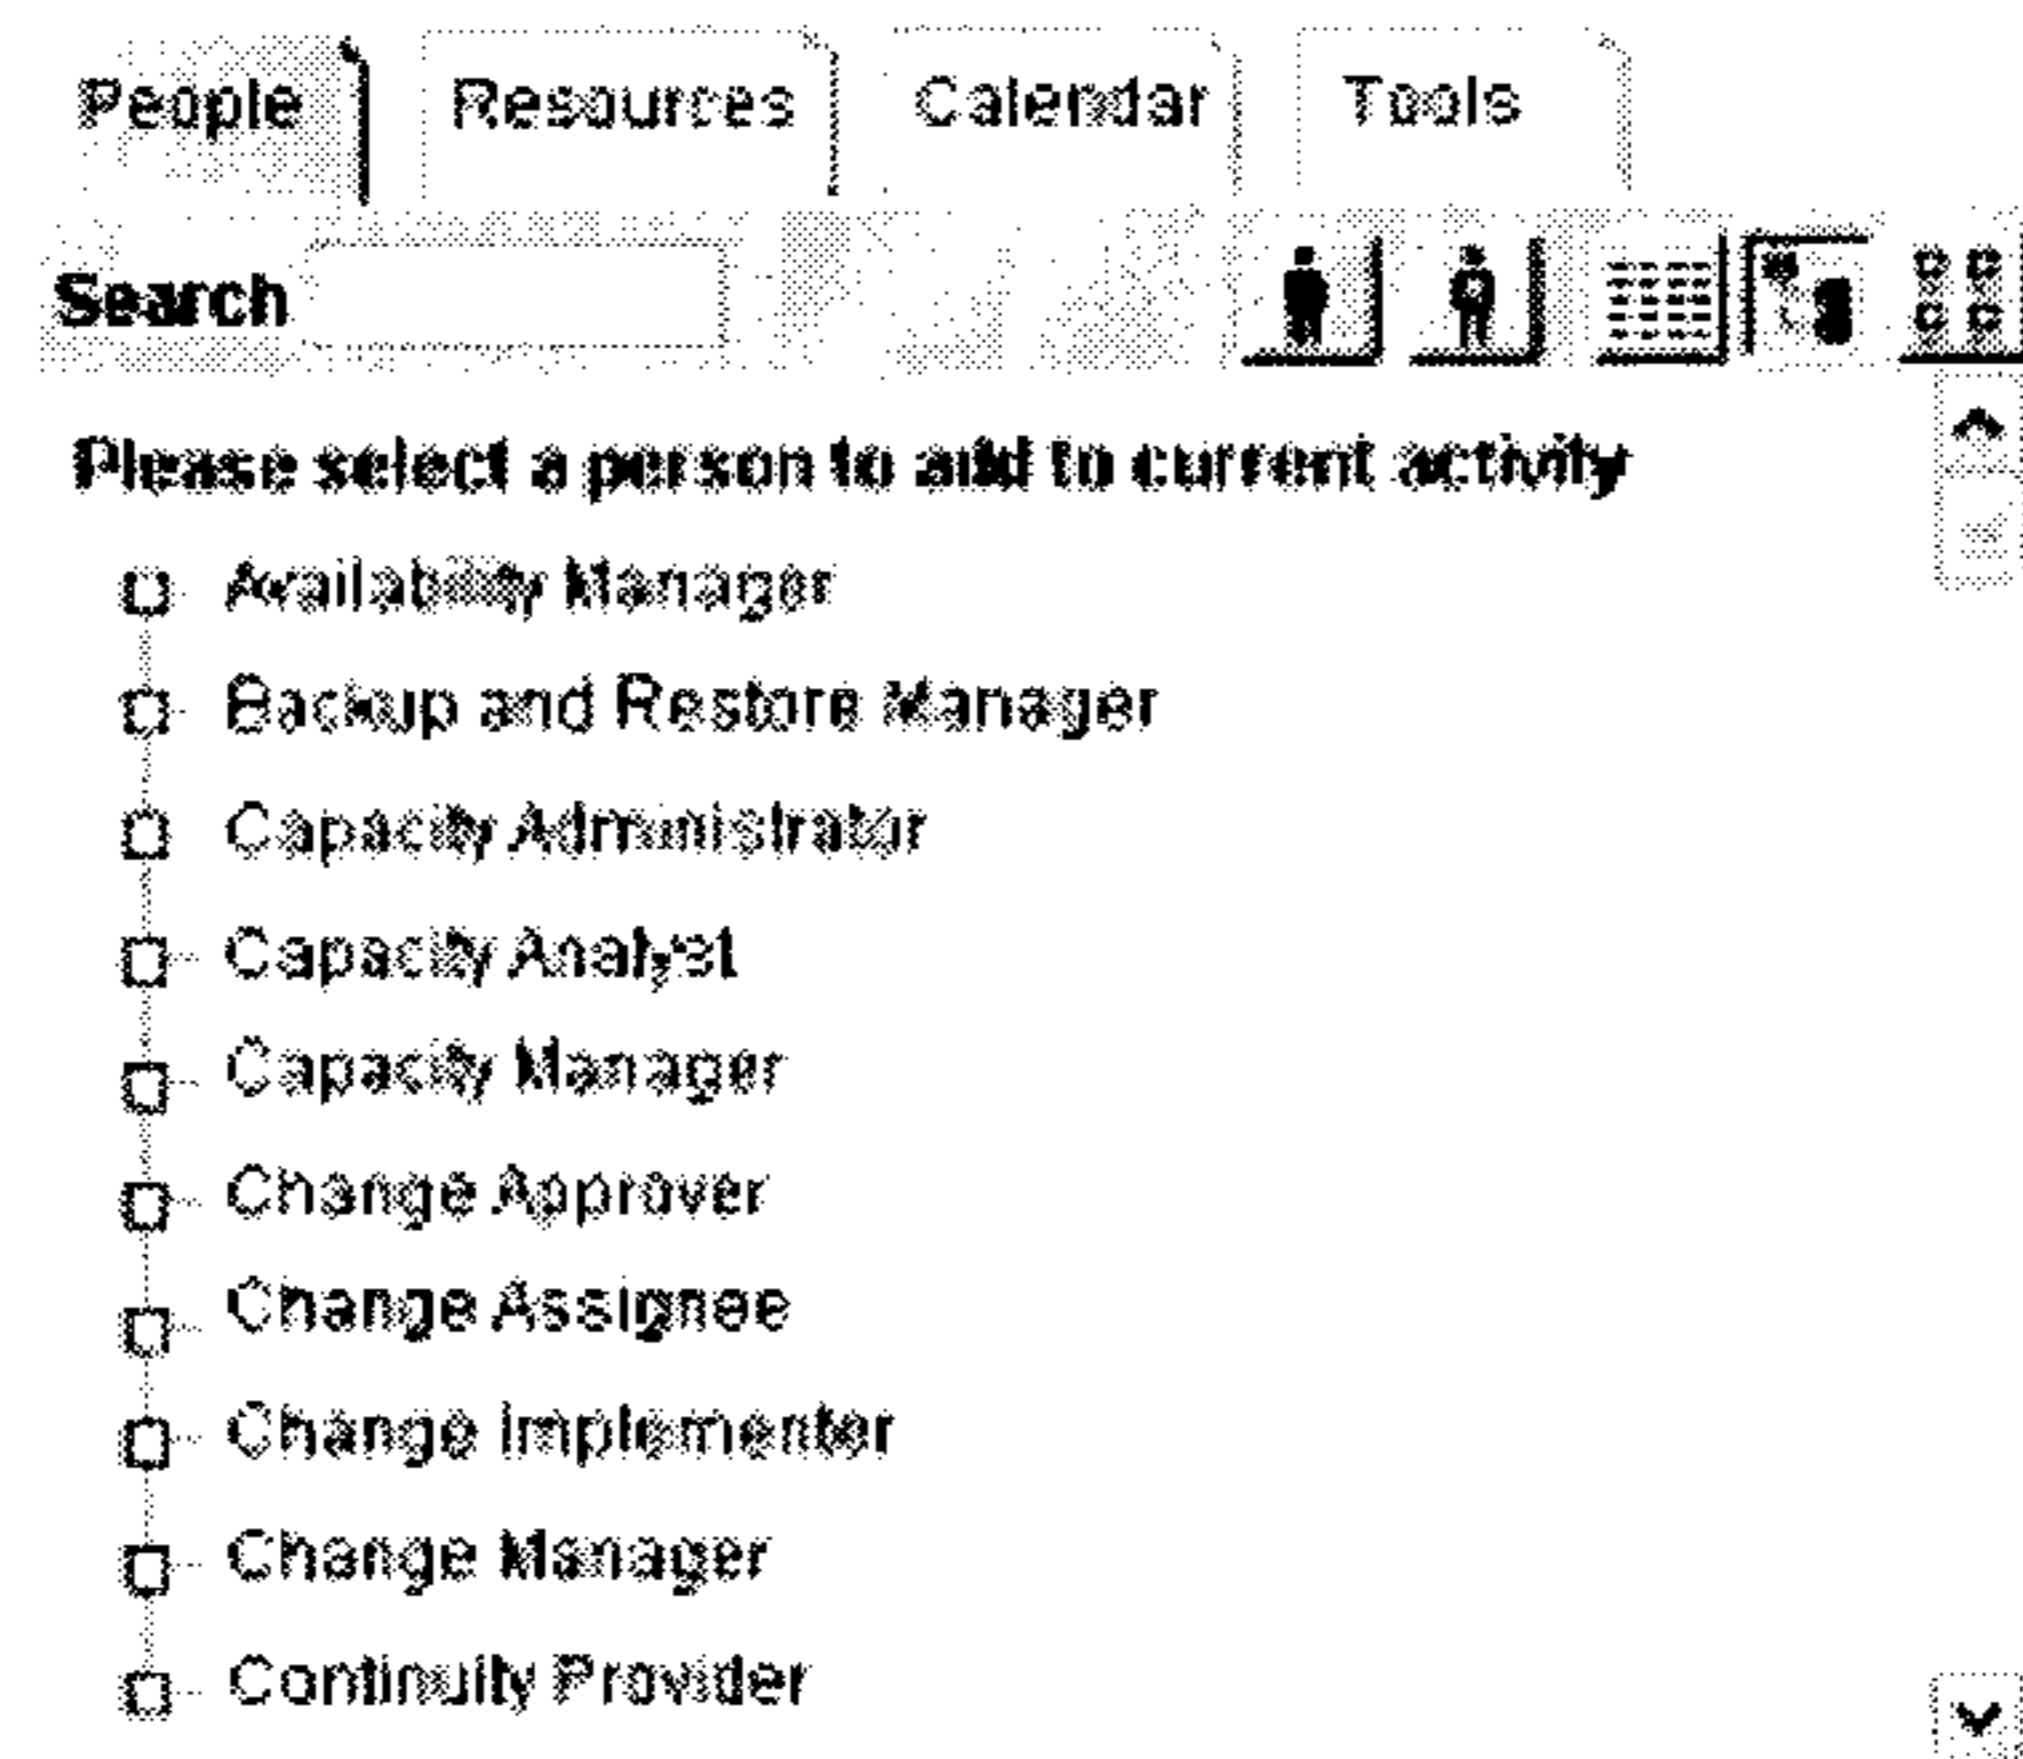 People Resources Calendar Tools
Search
Please select a person to add to current activity
Availability Manager
Backup and Restore Manager
Capacity Administrator
Capacity Analyst
Capacity Manager
Change Approver
Change Assignee
Change Implementer
Change Manager
Continuity Provider